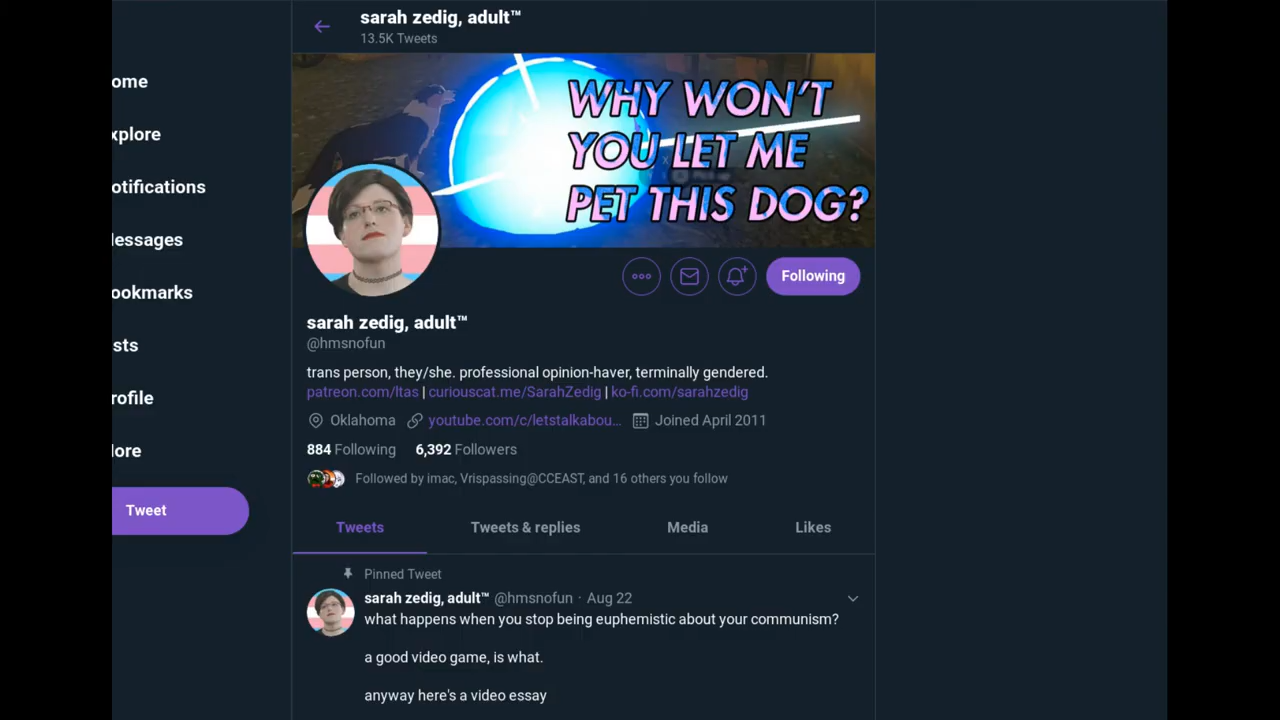 sarah zedig, adult™
13.5K Tweets
ome
xplore
otifications
lessages
ookmarks
sts
rofile
lore
Tweet
WHY WON'T
YOU LET ME
PET THIS DOG?
Following
sarah zedig, adult™
@hmsnofun
trans person, they/she. professional opinion-haver, terminally gendered.
patreon.com/ltas | curiouscat.me/SarahZedig | ko-fi.com/sarahzedig
Oklahoma youtube.com/c/letstalkabou... Joined April 2011
884 Following 6,392 Followers
Followed by imac, Vrispassing@CCEAST, and 16 others you follow
Tweets Tweets & replies Media Likes
Pinned Tweet
sarah zedig, adult™ @hmsnofun · Aug 22
what happens when you stop being euphemistic about your communism?
a good video game, is what.
anyway here's a video essay